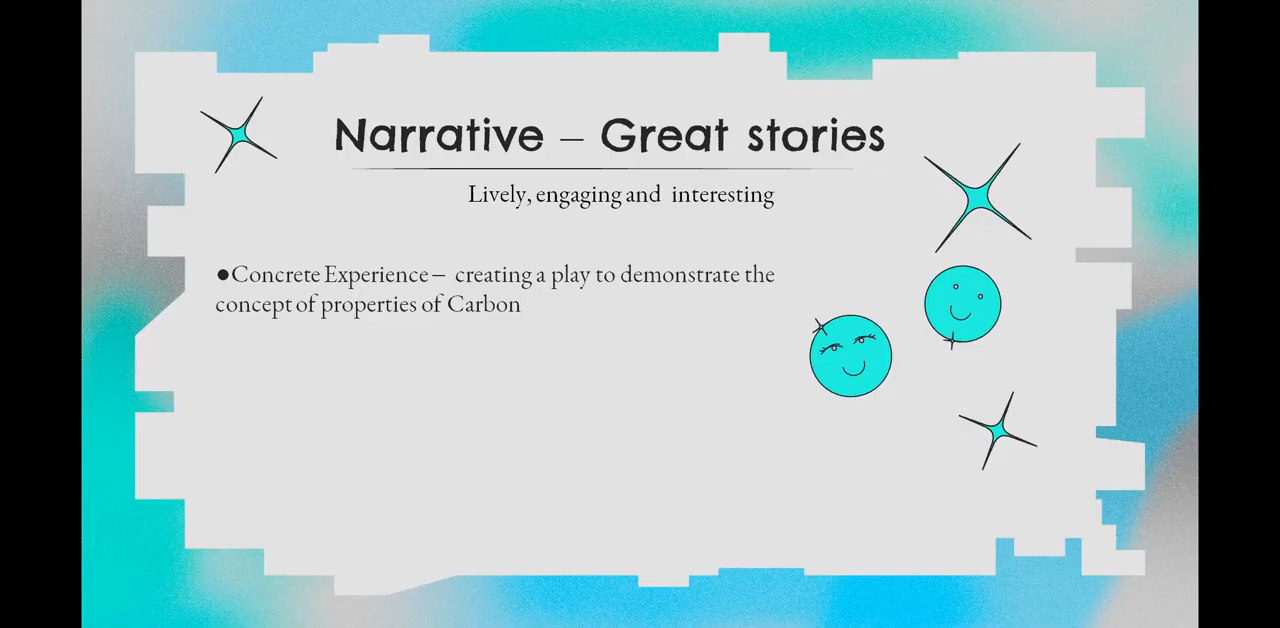 Narrative – Great stories
Lively, engaging and interesting
●Concrete Experience – creating a play to demonstrate the
concept of properties of Carbon